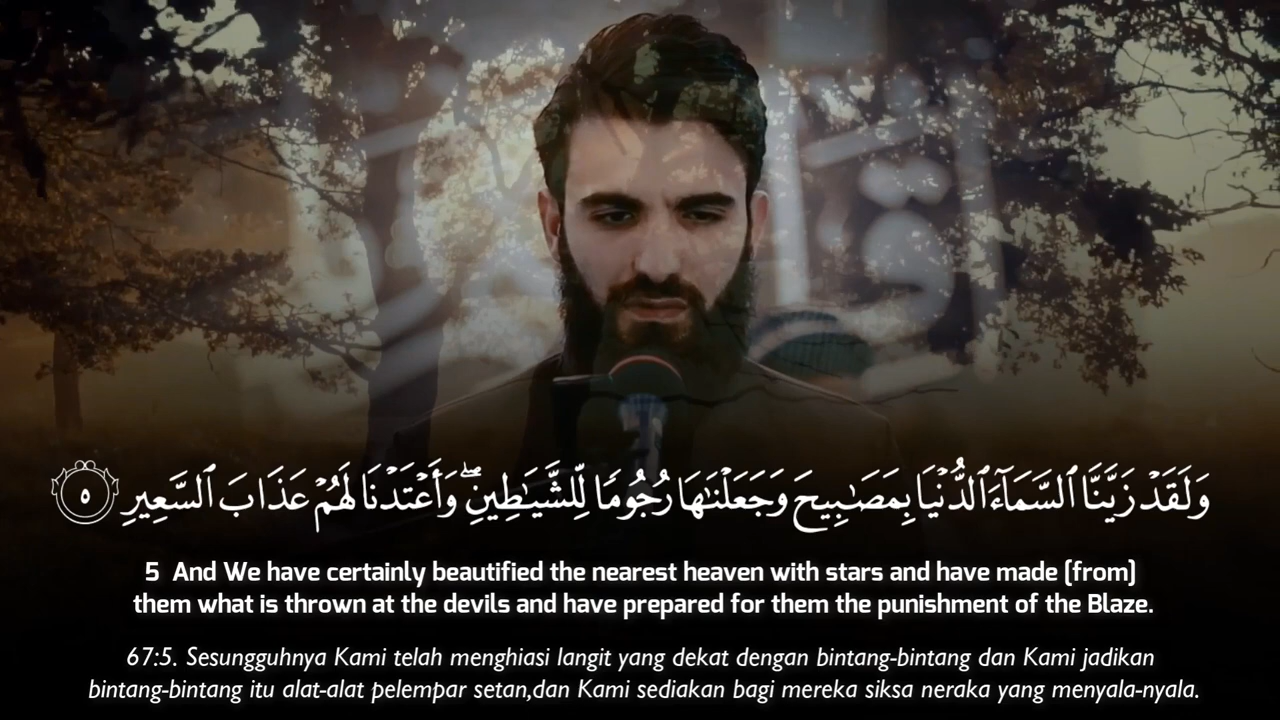 وَلَقَدْ زَيَّنَّا ٱلسَّمَآءَ ٱلدُّنْيَا بِمَصَٰبِيحَ وَجَعَلْنَٰهَا رُجُومًا لِّلشَّيَٰطِينِ ۖ وَأَعْتَدْنَا لَهُمْ عَذَابَ ٱلسَّعِيرِ ٥
5 And We have certainly beautified the nearest heaven with stars and have made [from]
them what is thrown at the devils and have prepared for them the punishment of the Blaze.
67:5. Sesungguhnya Kami telah menghiasi langit yang dekat dengan bintang-bintang dan Kami jadikan
bintang-bintang itu alat-alat pelempar setan,dan Kami sediakan bagi mereka siksa neraka yang menyala-nyala.